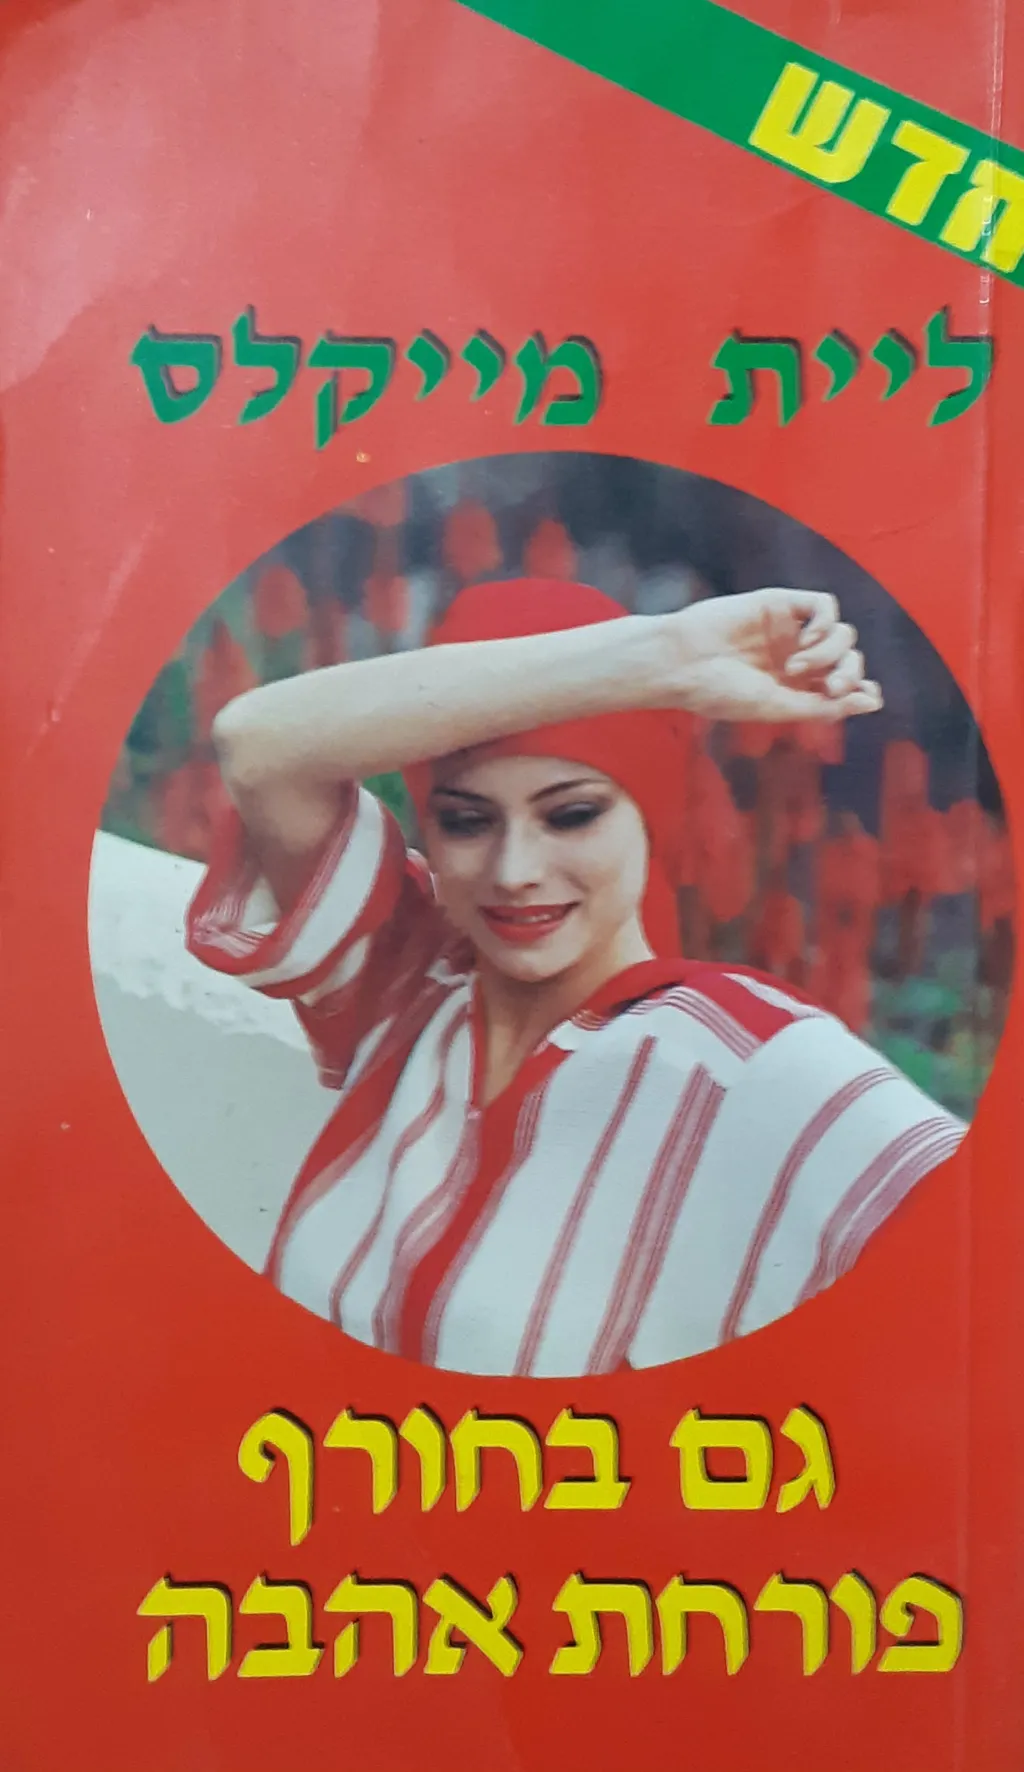 חדש
ליית מייקלס
גם בחורף
פורחת אהבה